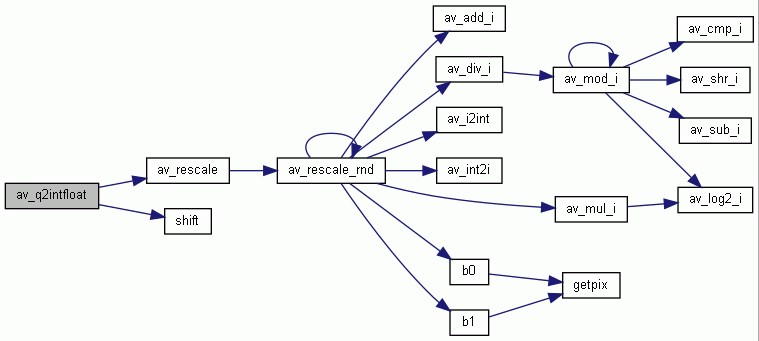 av_q2intfloat
av_rescale
shift
av_rescale_rnd
av_add_i
av_div_i
av_i2int
av_int2i
av_mul_i
b0
b1
av_mod_i
getpix
av_cmp_i
av_shr_i
av_sub_i
av_log2_i